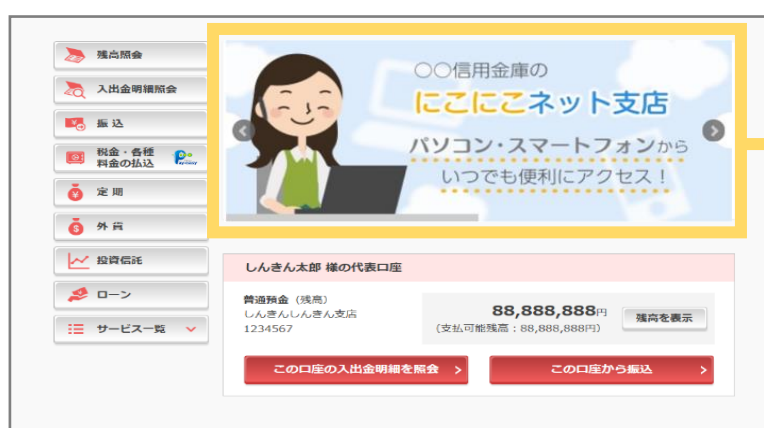 残高照会
入出金明細照会
振込
税金・各種
料金の払込
Pay-easy
定期
外貨
投資信託
ローン
サービス一覧
○○信用金庫の
にこにこネット支店
パソコン・スマートフォンから
いつでも便利にアクセス！
しんきん太郎 様の代表口座
普通預金（残高）
しんきんしんきん支店
1234567
88,888,888円
（支払可能残高：88,888,888円）
残高を表示
この口座の入出金明細を照会
この口座から振込